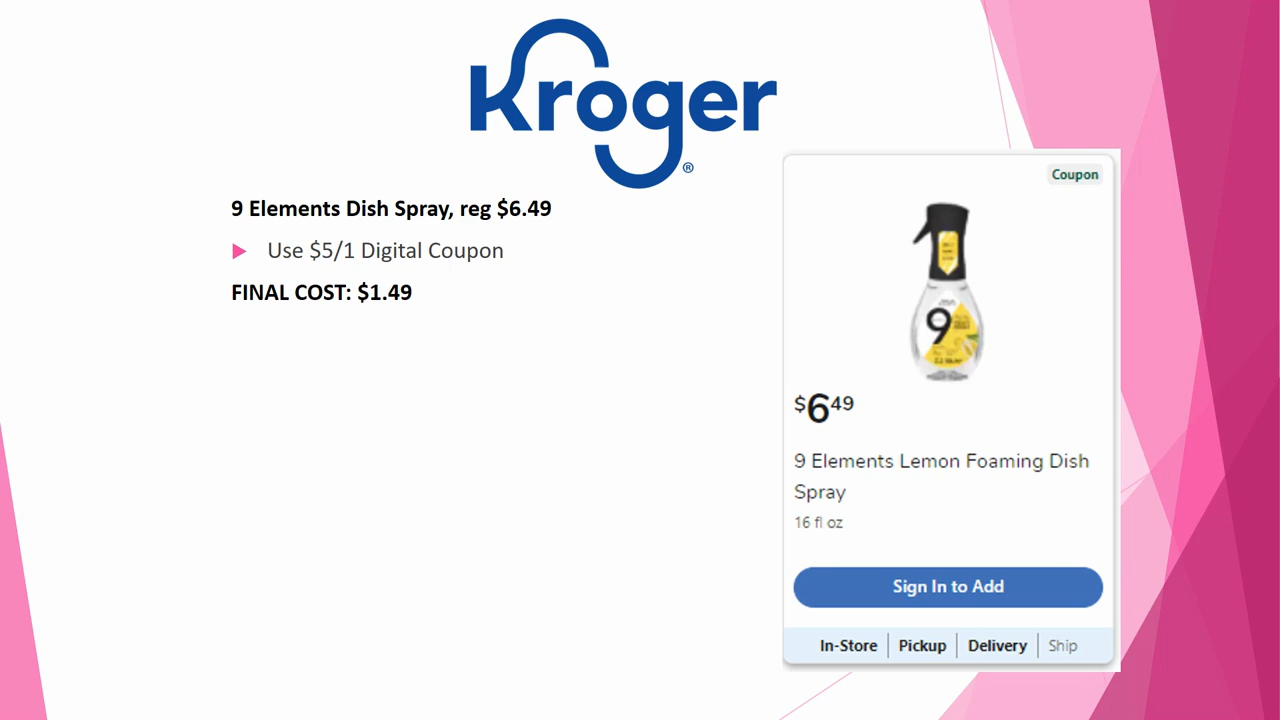 Kroger
®
9 Elements Dish Spray, reg $6.49
Use $5/1 Digital Coupon
FINAL COST: $1.49
Coupon
9
$6 49
9 Elements Lemon Foaming Dish
Spray
16 fl oz
Sign In to Add
In-Store | Pickup | Delivery | Ship